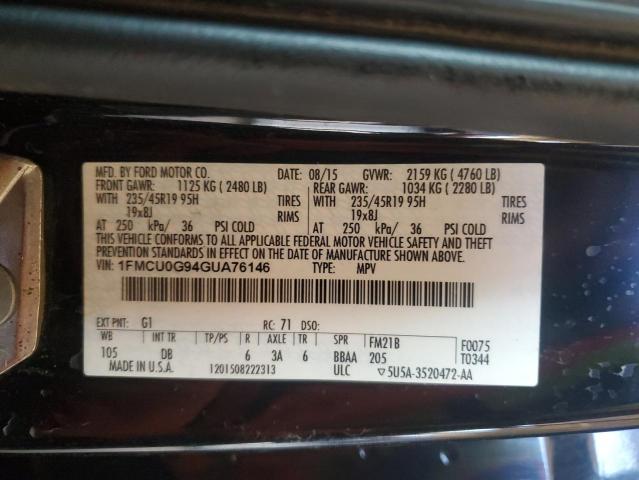 MFD. BY FORD MOTOR CO. DATE: 08/15 GVWR: 2159 KG ( 4760 LB)
FRONT GAWR: 1125 KG ( 2480 LB) REAR GAWR: 1034 KG ( 2280 LB)
WITH 235/45R19 95H TIRES WITH 235/45R19 95H TIRES
19x8J RIMS 19x8J RIMS
AT 250 kPa/ 36 PSI COLD AT 250 kPa/ 36 PSI COLD
THIS VEHICLE CONFORMS TO ALL APPLICABLE FEDERAL MOTOR VEHICLE SAFETY AND THEFT
PREVENTION STANDARDS IN EFFECT ON THE DATE OF MANUFACTURE SHOWN ABOVE.
VIN: 1FMCU0G94GUA76146 TYPE: MPV
EXT PNT: G1 RC: 71 DSO:
WB INT TR TP/PS R AXLE TR SPR FM21B F0075
105 DB 6 3A 6 BBAA 205 T0344
MADE IN U.S.A. 1201508222313 ULC ▽5U5A-3520472-AA